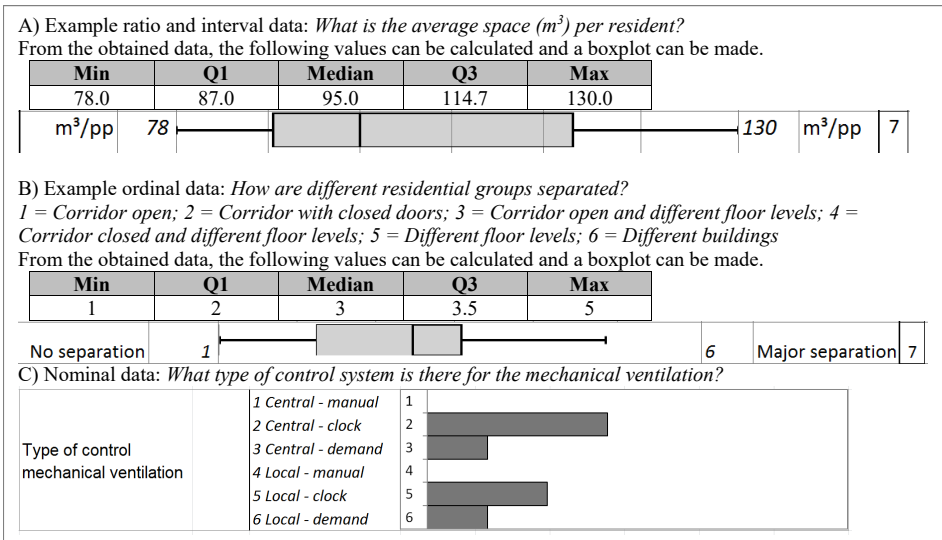 A) Example ratio and interval data: What is the average space (m³) per resident?
From the obtained data, the following values can be calculated and a boxplot can be made.
Min Q1 Median Q3 Max
78.0 87.0 95.0 114.7 130.0
m³/pp 78 130 m³/pp 7
B) Example ordinal data: How are different residential groups separated?
1 = Corridor open; 2 = Corridor with closed doors; 3 = Corridor open and different floor levels; 4 =
Corridor closed and different floor levels; 5 = Different floor levels; 6 = Different buildings
From the obtained data, the following values can be calculated and a boxplot can be made.
Min Q1 Median Q3 Max
1 2 3 3.5 5
No separation 1 6 Major separation 7
C) Nominal data: What type of control system is there for the mechanical ventilation?
Type of control
mechanical ventilation
1 Central - manual 1
2 Central - clock 2
3 Central - demand 3
4 Local - manual 4
5 Local - clock 5
6 Local - demand 6